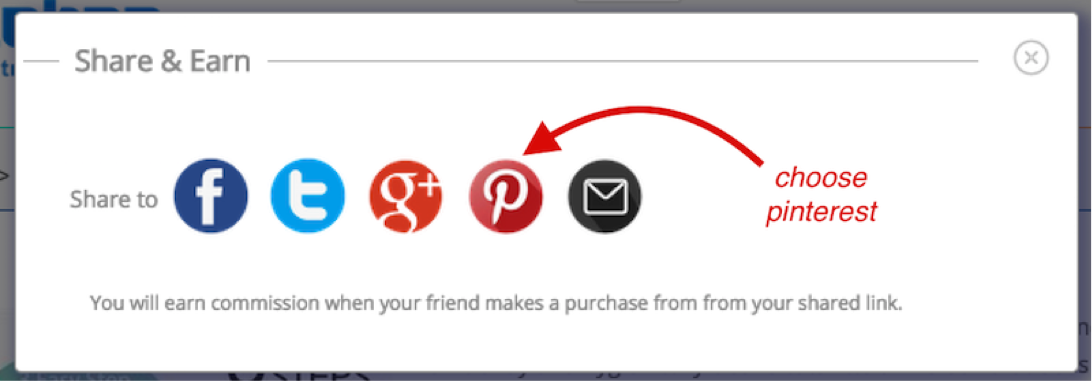 Share & Earn
Share to
choose
pinterest
You will earn commission when your friend makes a purchase from from your shared link.
STEPS